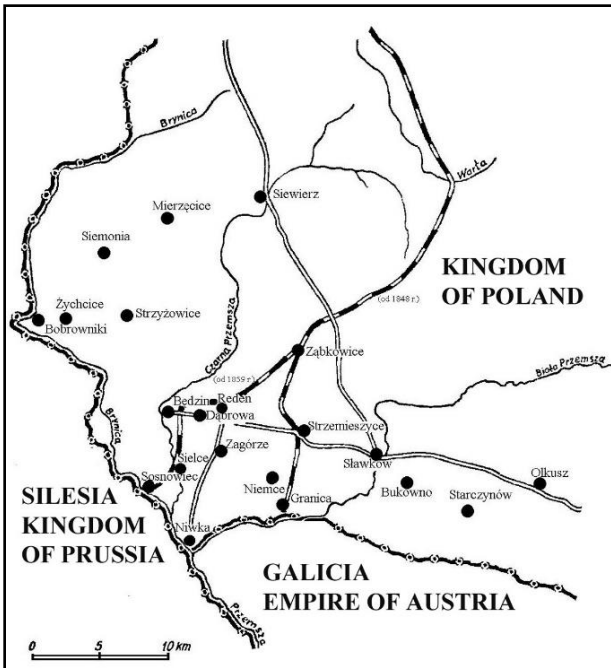 Brynica
Warta
Siewierz
Mierzęcice
Siemonia
KINGDOM
OF POLAND
(od 1848 r.)
Żychcice
Strzyżowice
Bobrowniki
Czarna Przemsza
Ząbkowice
Biała Przemsza
(od 1859 r.)
Będzin
Reden
Dąbrowa
Brynica
Strzemieszyce
Zagórze
Sławków
Sielce
Olkusz
Sosnowiec
Niemce
Bukowno
SILESIA
KINGDOM
OF PRUSSIA
Granica
Starczynów
Niwka
GALICIA
EMPIRE OF AUSTRIA
Przemsza
0 5 10 km